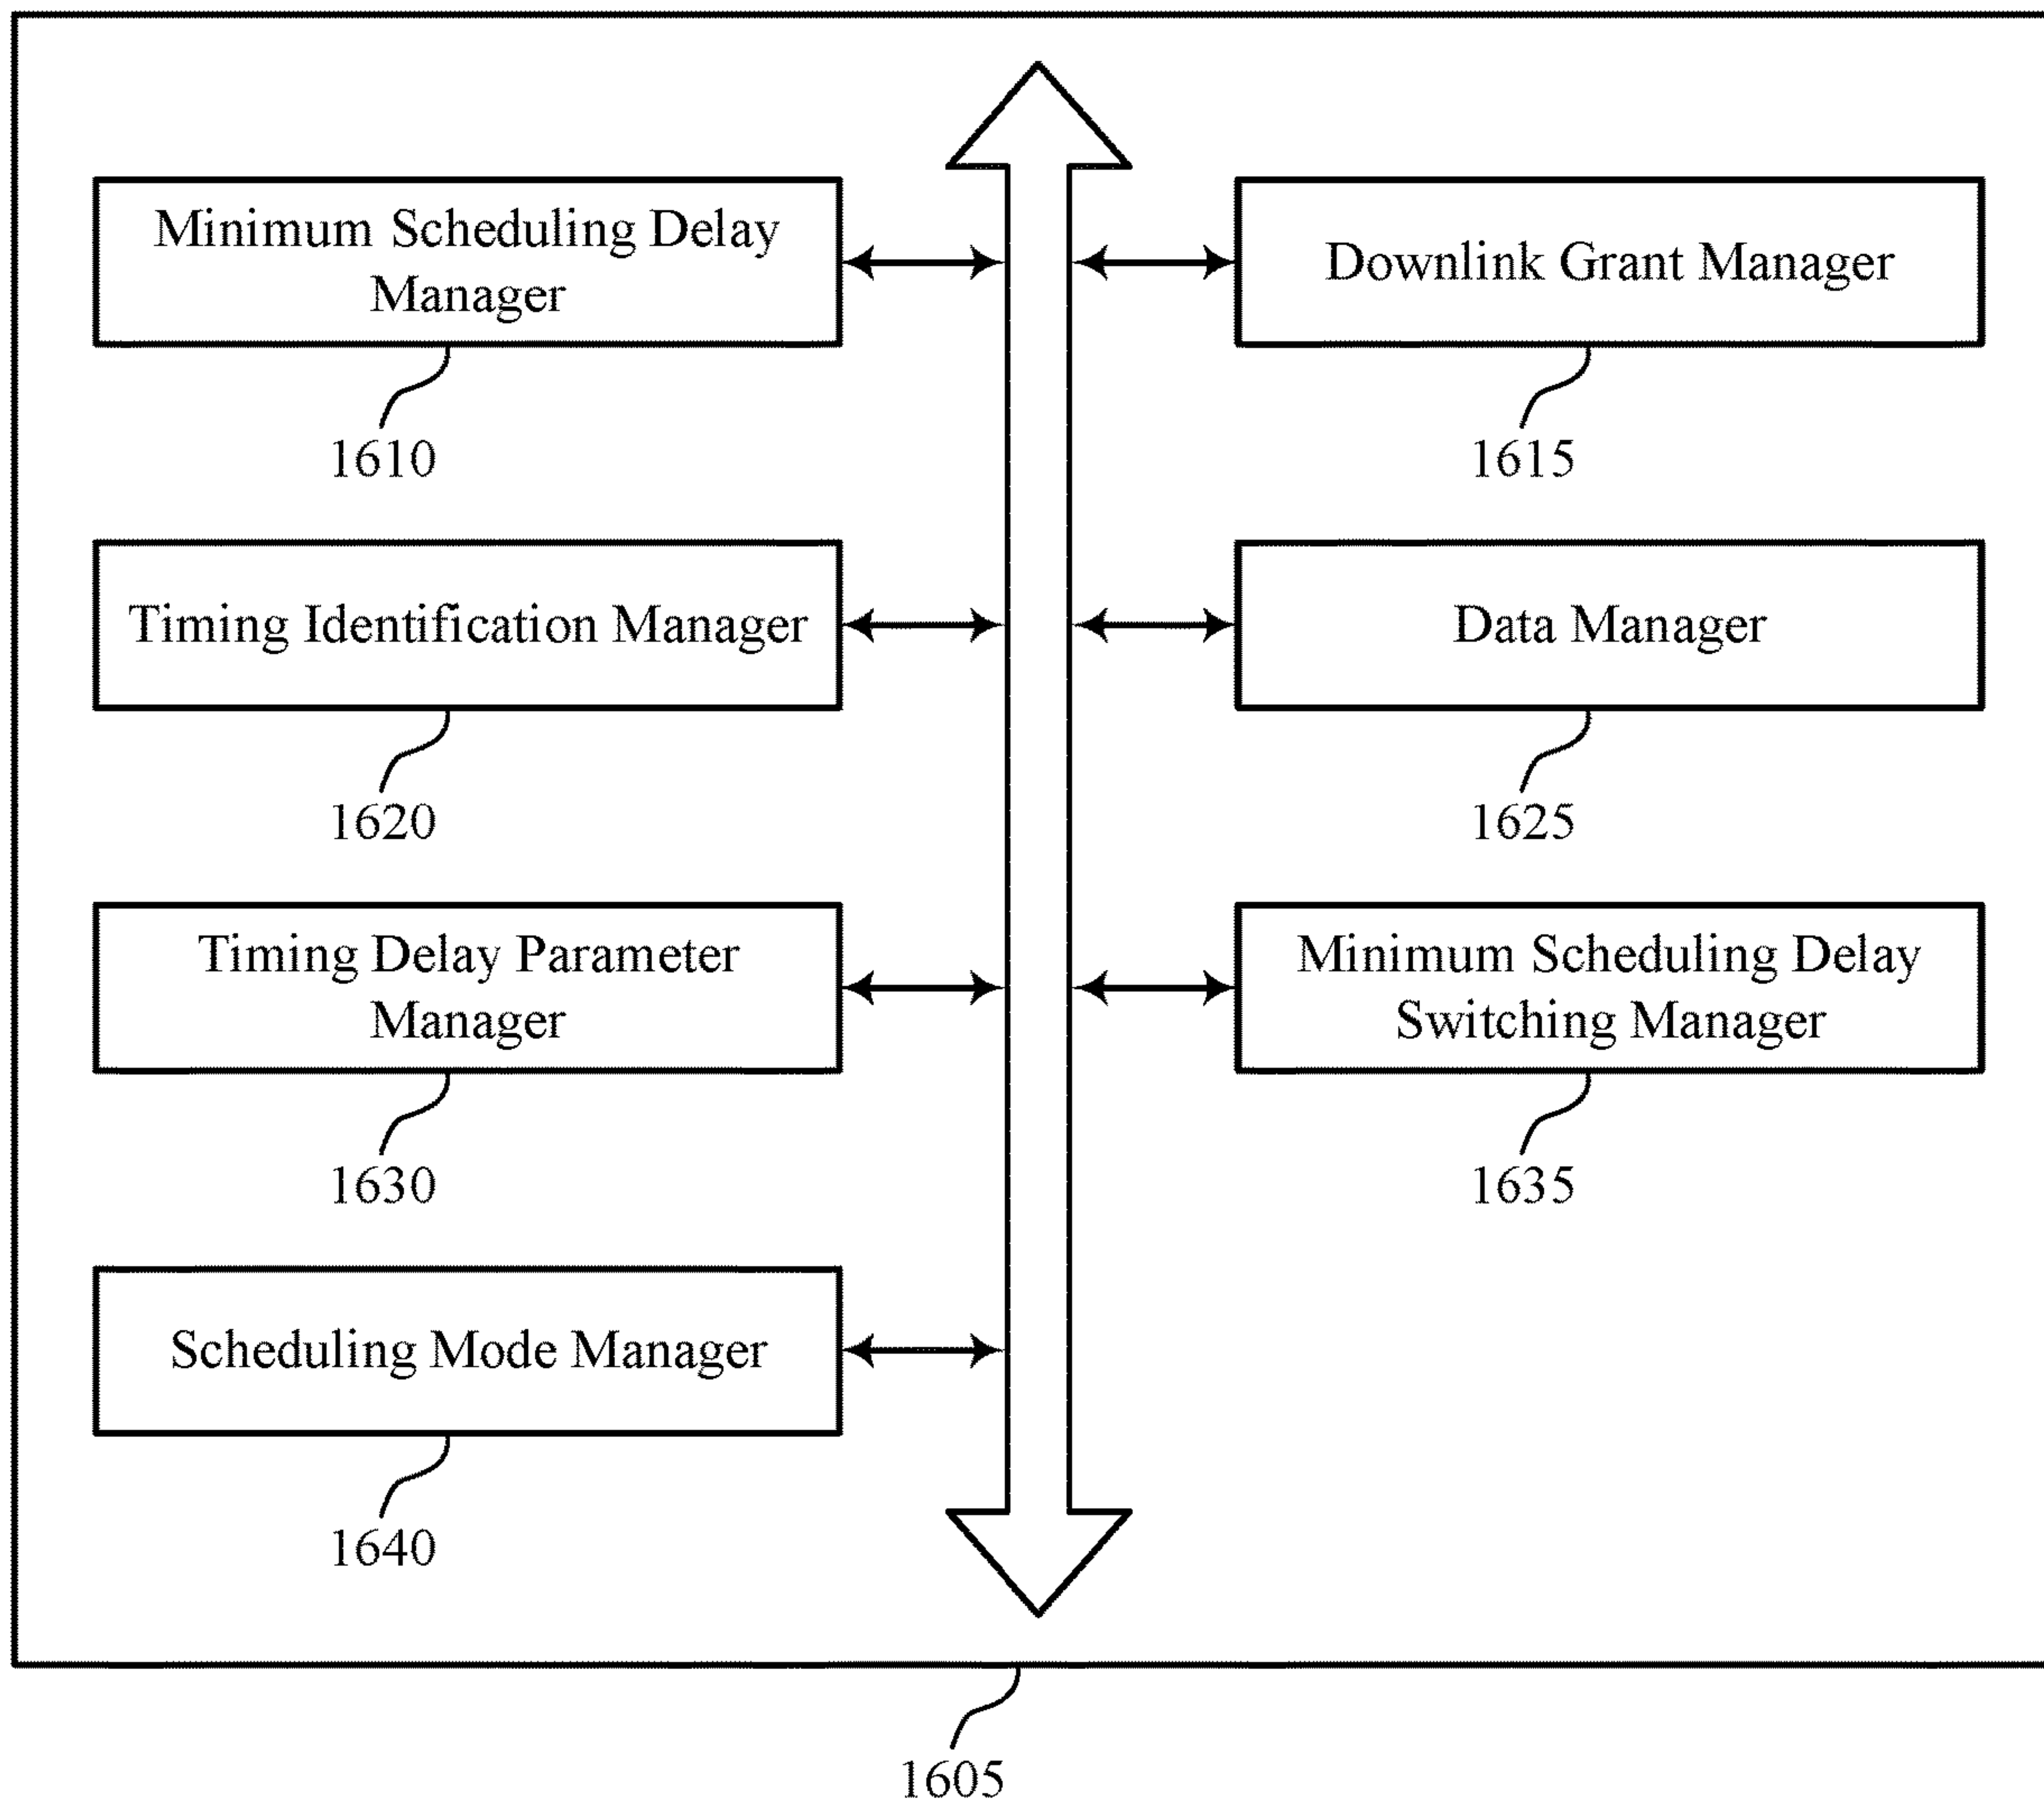 Minimum Scheduling Delay
Manager
1610
Downlink Grant Manager
1615
Timing Identification Manager
1620
Data Manager
1625
Timing Delay Parameter
Manager
1630
Minimum Scheduling Delay
Switching Manager
1635
Scheduling Mode Manager
1640
1605